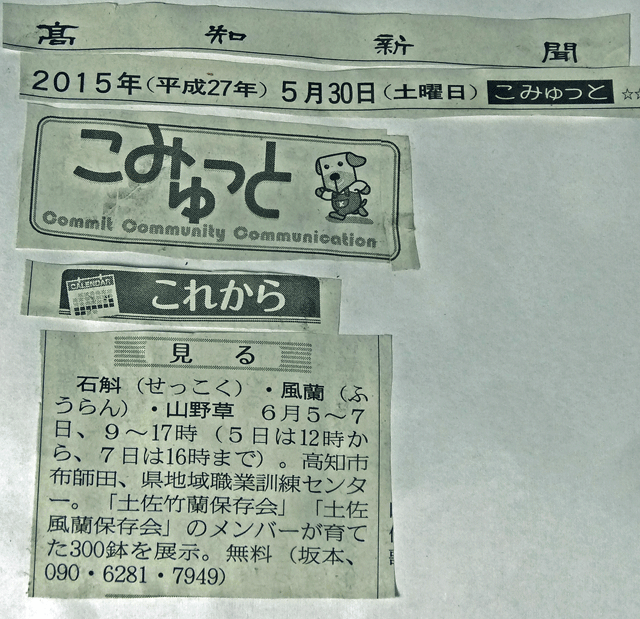 高知新聞
2015年（平成27年）5月30日（土曜日） こみゅっと ☆☆
こみゅっと
Commit Community Communication
CALENDAR
これから
見る
石斛（せっこく）・風蘭（ふ
うらん）・山野草　6月5〜7
日、9〜17時（5日は12時か
ら、7日は16時まで）。高知市
布師田、県地域職業訓練センタ
ー。「土佐竹蘭保存会」「土佐
風蘭保存会」のメンバーが育て
た300鉢を展示。無料（坂本、
090・6281・7949）